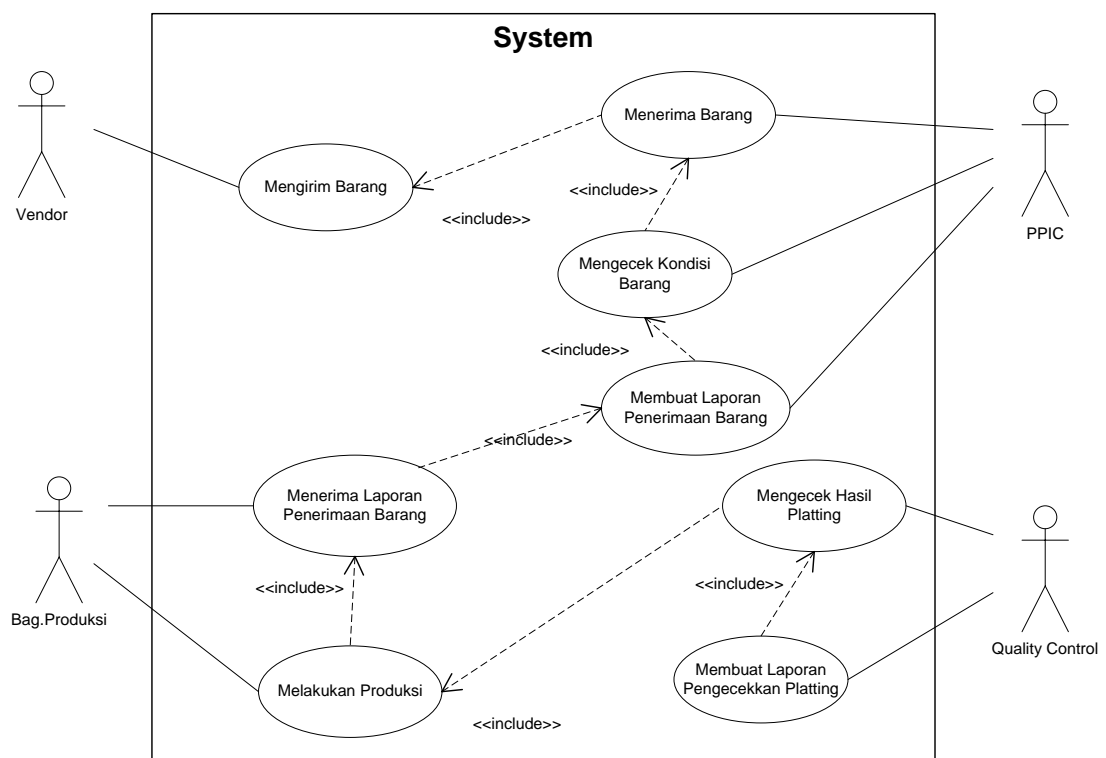 System
Menerima Barang
Mengirim Barang
<<include>>
<<include>>
Vendor
PPIC
Mengecek Kondisi
Barang
<<include>>
Membuat Laporan
Penerimaan Barang
<<include>>
Menerima Laporan
Penerimaan Barang
Mengecek Hasil
Platting
<<include>>
<<include>>
Bag.Produksi
Quality Control
Melakukan Produksi
Membuat Laporan
Pengecekkan Platting
<<include>>